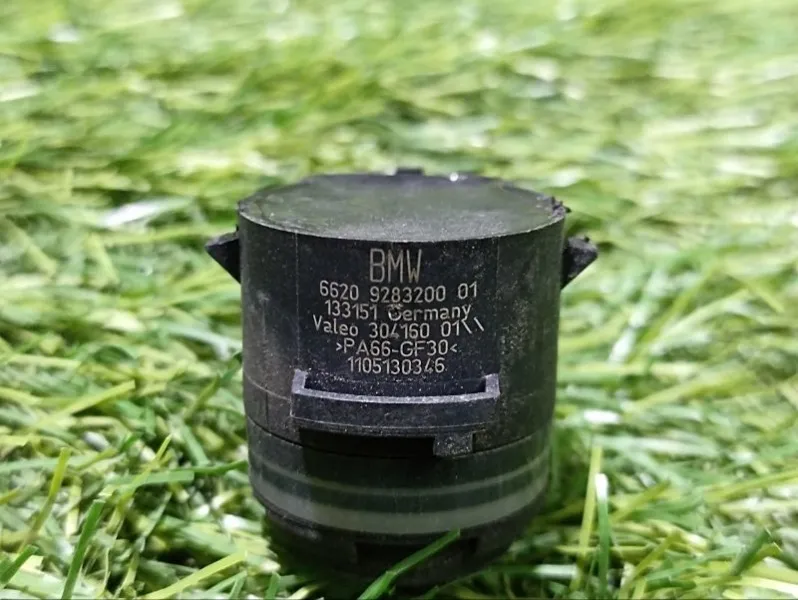 BMW
6620 9283200 01
133151 Germany
Valeo 304160 01\\
>PA66-GF30<
1105130346